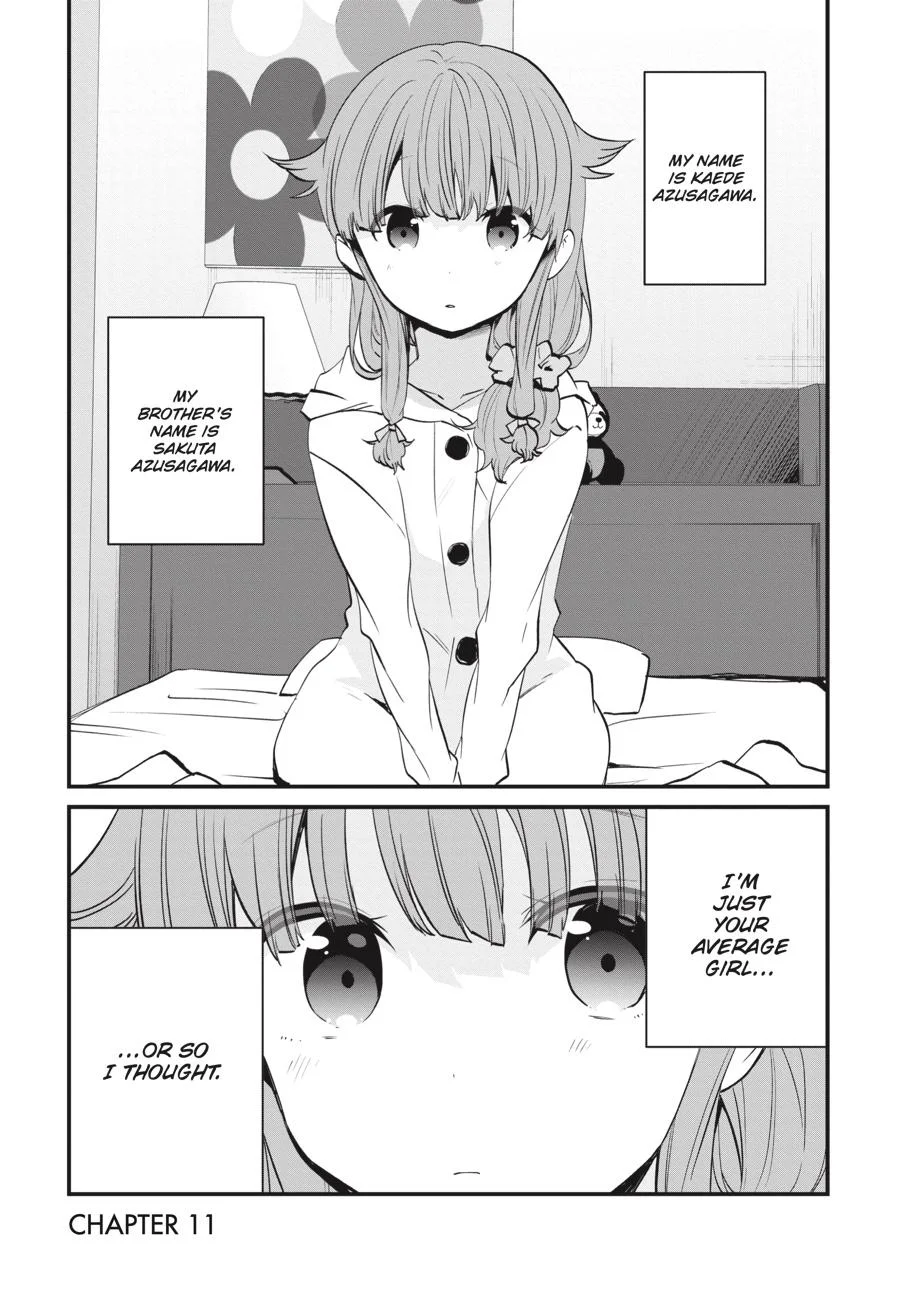 MY NAME
IS KAEDE
AZUSAGAWA.
MY
BROTHER'S
NAME IS
SAKUTA
AZUSAGAWA.
I'M
JUST
YOUR
AVERAGE
GIRL...
...OR SO
I THOUGHT.
CHAPTER 11